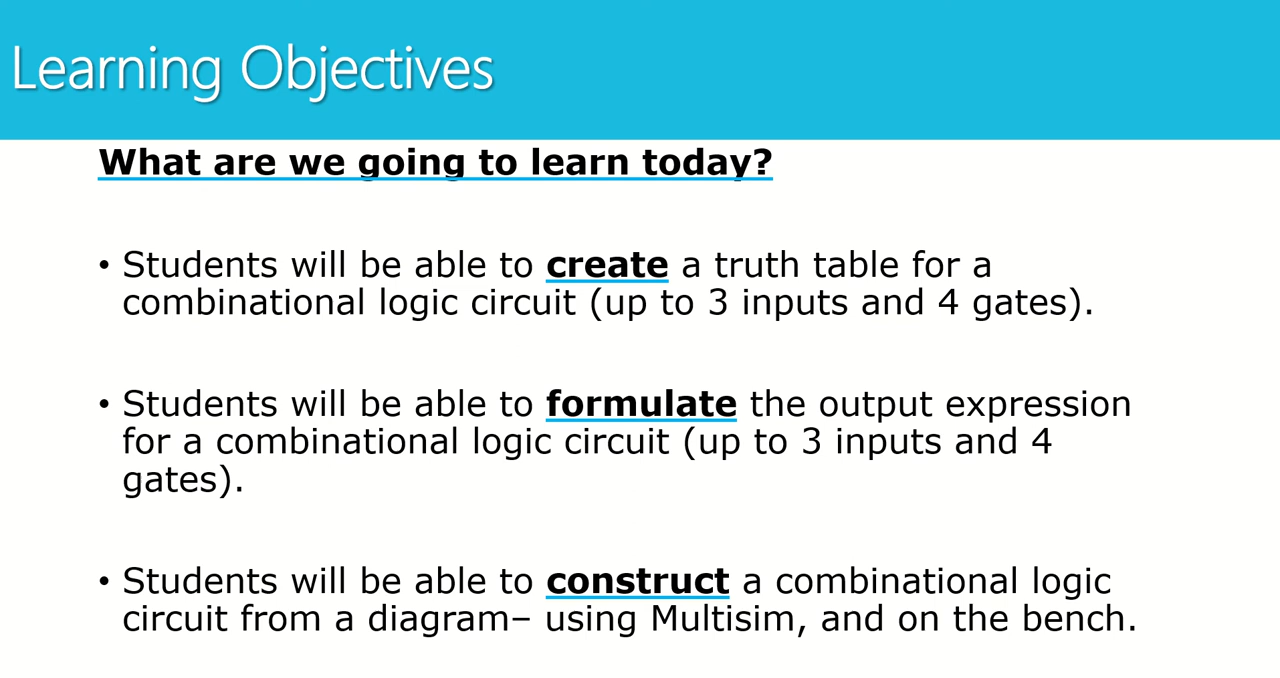 Learning Objectives
What are we going to learn today?
• Students will be able to create a truth table for a
combinational logic circuit (up to 3 inputs and 4 gates).
• Students will be able to formulate the output expression
for a combinational logic circuit (up to 3 inputs and 4
gates).
• Students will be able to construct a combinational logic
circuit from a diagram– using Multisim, and on the bench.